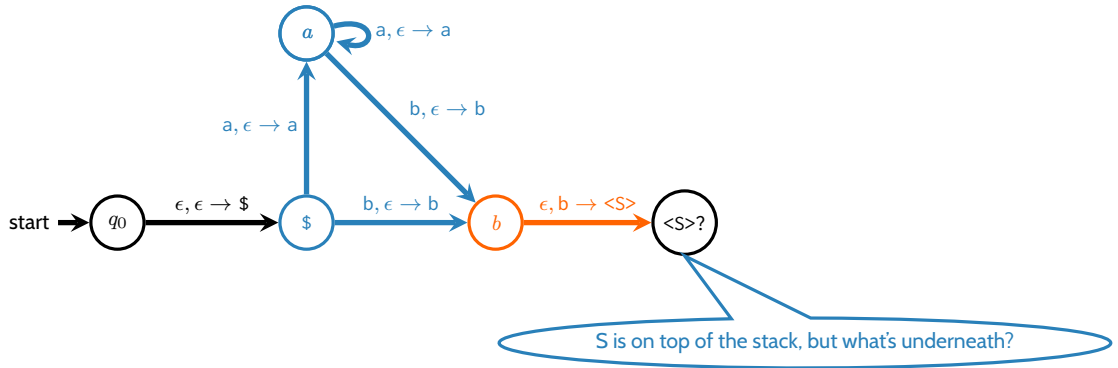 a
a, ϵ → a
b, ϵ → b
a, ϵ → a
start
q₀
ϵ, ϵ → $
$
b, ϵ → b
b
ϵ, b → <S>
<S>?
S is on top of the stack, but what's underneath?